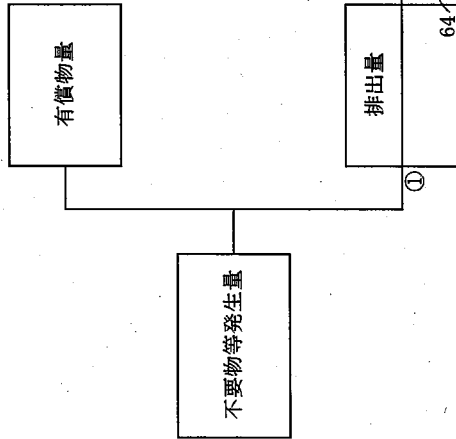 有償物量
不要物等発生量
排出量
①
64